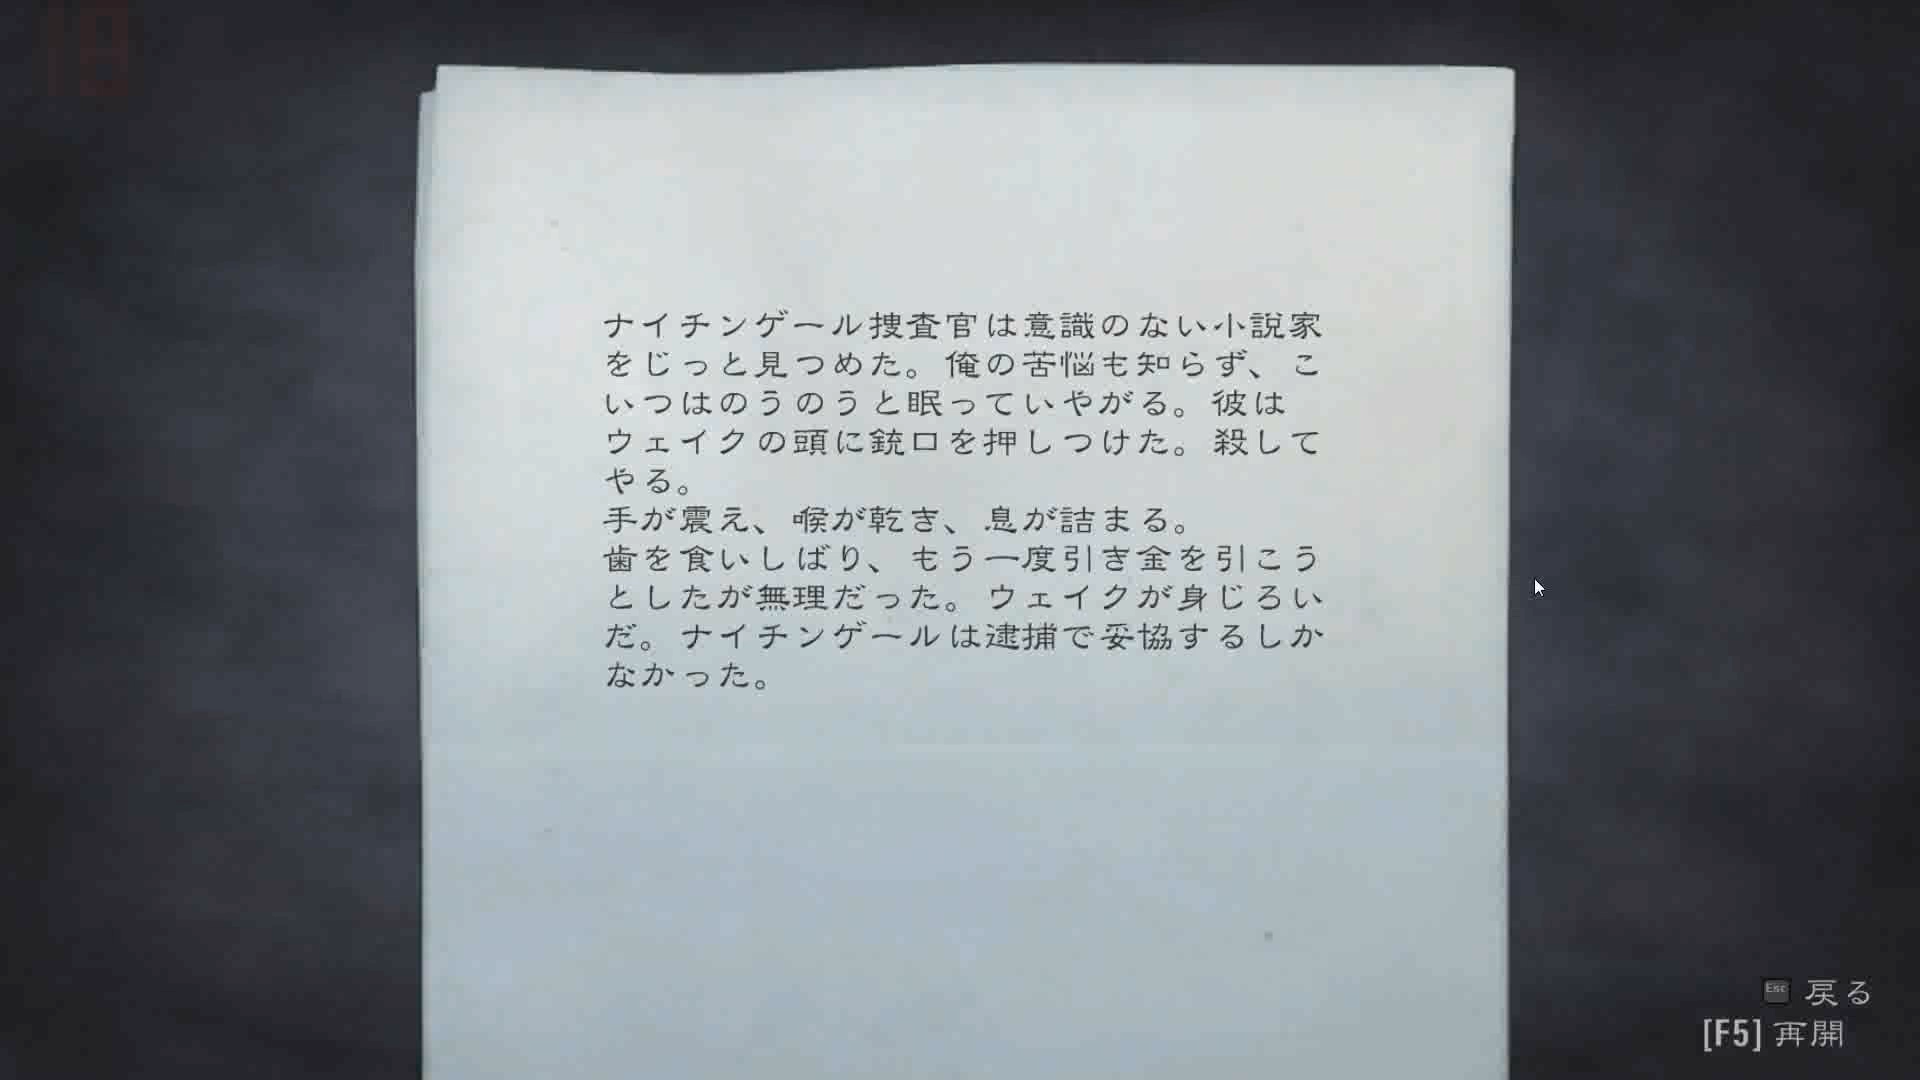 18
ナイチンゲール捜査官は意識のない小説家
をじっと見つめた。俺の苦悩も知らず、こ
いつはのうのうと眠っていやがる。彼は
ウェイクの頭に銃口を押しつけた。殺して
やる。
手が震え、喉が乾き、息が詰まる。
歯を食いしばり、もう一度引き金を引こう
としたが無理だった。ウェイクが身じろい
だ。ナイチンゲールは逮捕で妥協するしか
なかった。
Esc 戻る
[F5] 再開